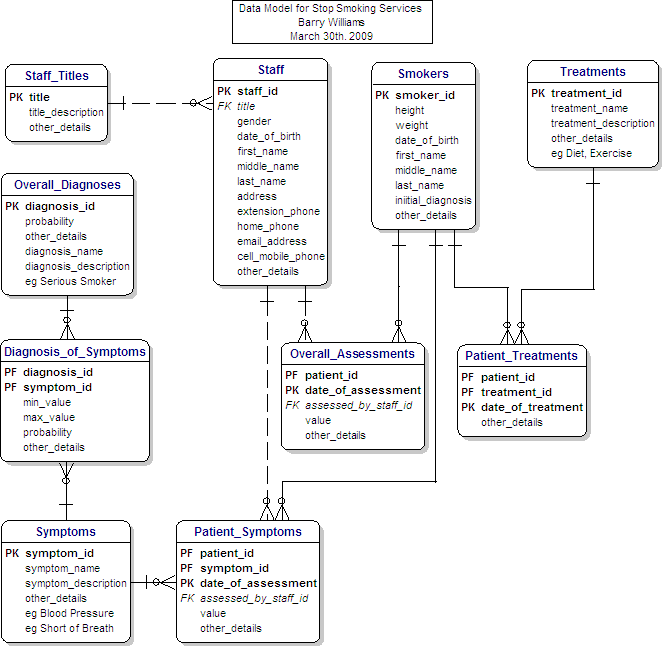 Data Model for Stop Smoking Services
Barry Williams
March 30th. 2009
Staff_Titles
PK title
title_description
other_details
Staff
PK staff_id
FK title
gender
date_of_birth
first_name
middle_name
last_name
address
extension_phone
home_phone
email_address
cell_mobile_phone
other_details
Smokers
PK smoker_id
height
weight
date_of_birth
first_name
middle_name
last_name
iniitial_diagnosis
other_details
Treatments
PK treatment_id
treatment_name
treatment_description
other_details
eg Diet, Exercise
Overall_Diagnoses
PK diagnosis_id
probability
other_details
diagnosis_name
diagnosis_description
eg Serious Smoker
Diagnosis_of_Symptoms
PF diagnosis_id
PF symptom_id
min_value
max_value
probability
other_details
Overall_Assessments
PF patient_id
PK date_of_assessment
FK assessed_by_staff_id
value
other_details
Patient_Treatments
PF patient_id
PF treatment_id
PK date_of_treatment
other_details
Symptoms
PK symptom_id
symptom_name
symptom_description
other_details
eg Blood Pressure
eg Short of Breath
Patient_Symptoms
PF patient_id
PF symptom_id
PK date_of_assessment
FK assessed_by_staff_id
value
other_details